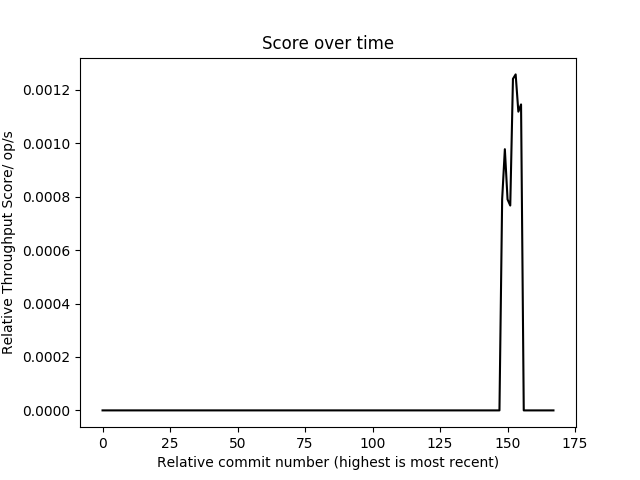 Score over time
Relative Throughput Score/ op/s
0.0012
0.0010
0.0008
0.0006
0.0004
0.0002
0.0000
0 25 50 75 100 125 150 175
Relative commit number (highest is most recent)